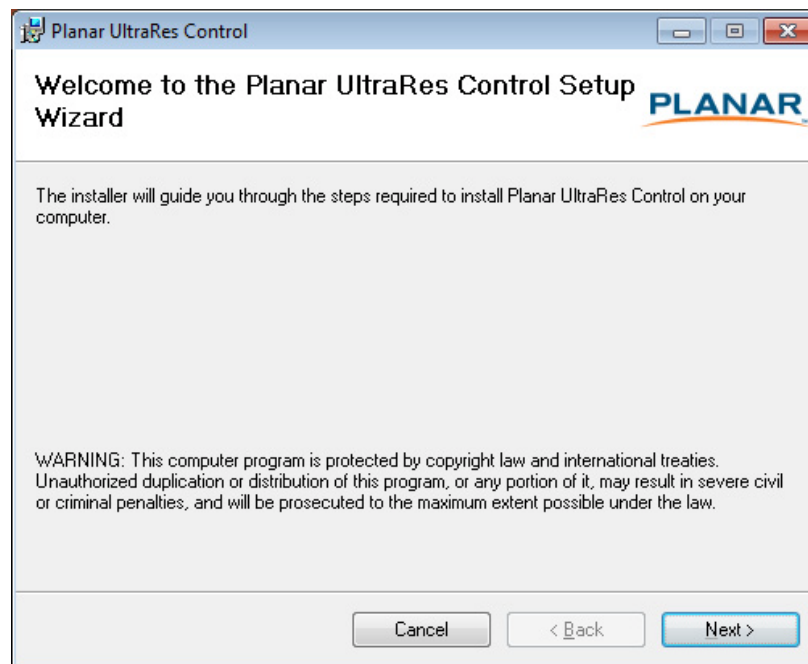 Planar UltraRes Control
Welcome to the Planar UltraRes Control Setup
Wizard
PLANAR
The installer will guide you through the steps required to install Planar UltraRes Control on your
computer.
WARNING: This computer program is protected by copyright law and international treaties.
Unauthorized duplication or distribution of this program, or any portion of it, may result in severe civil
or criminal penalties, and will be prosecuted to the maximum extent possible under the law.
Cancel
< Back
Next >